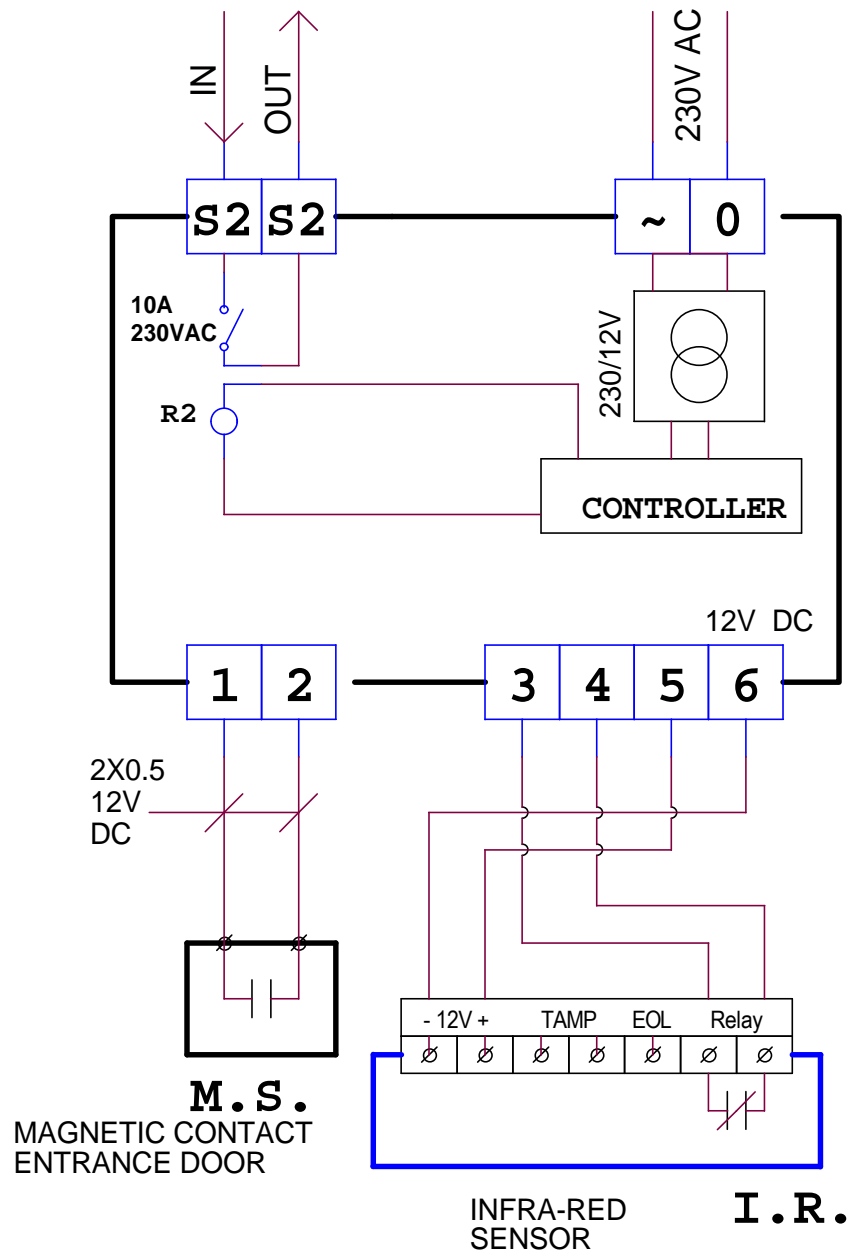 IN
OUT
230V AC
S2 S2
~ 0
10A
230VAC
230/12V
R2
CONTROLLER
12V DC
1 2
3 4 5 6
2X0.5
12V
DC
- 12V + TAMP EOL Relay
M.S.
MAGNETIC CONTACT
ENTRANCE DOOR
I.R.
INFRA-RED
SENSOR